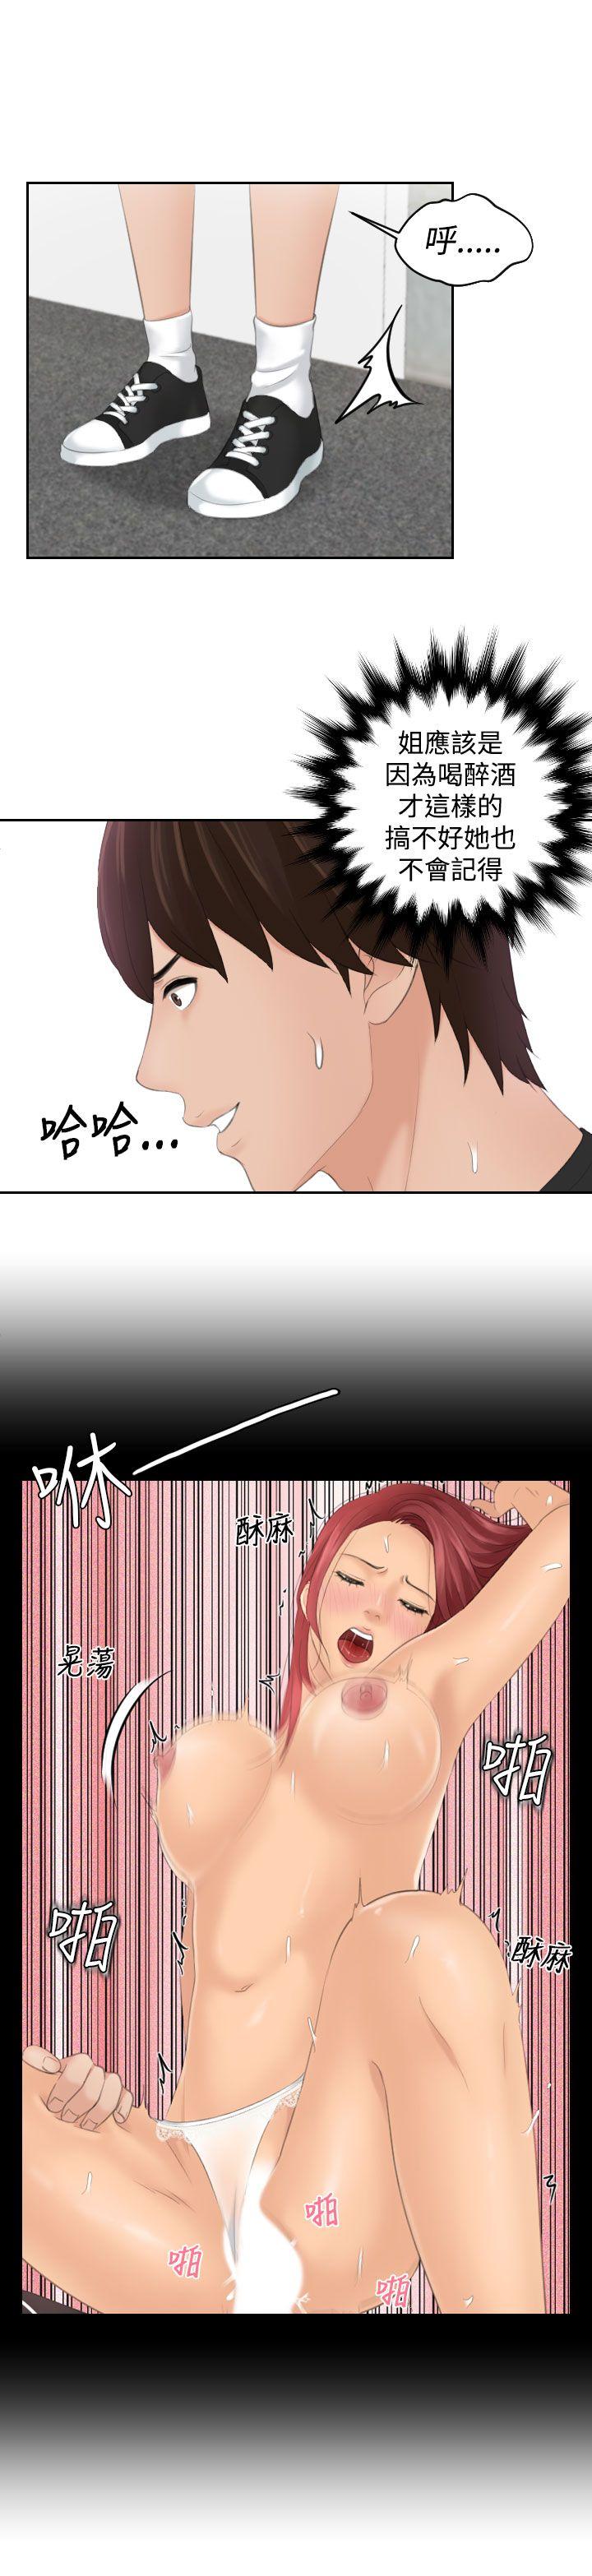 呼.....
姐應該是
因為喝醉酒
才這樣的
搞不好她也
不會記得
哈哈...
咻
酥麻
晃蕩
啪
啪
酥麻
啪
啪
啪